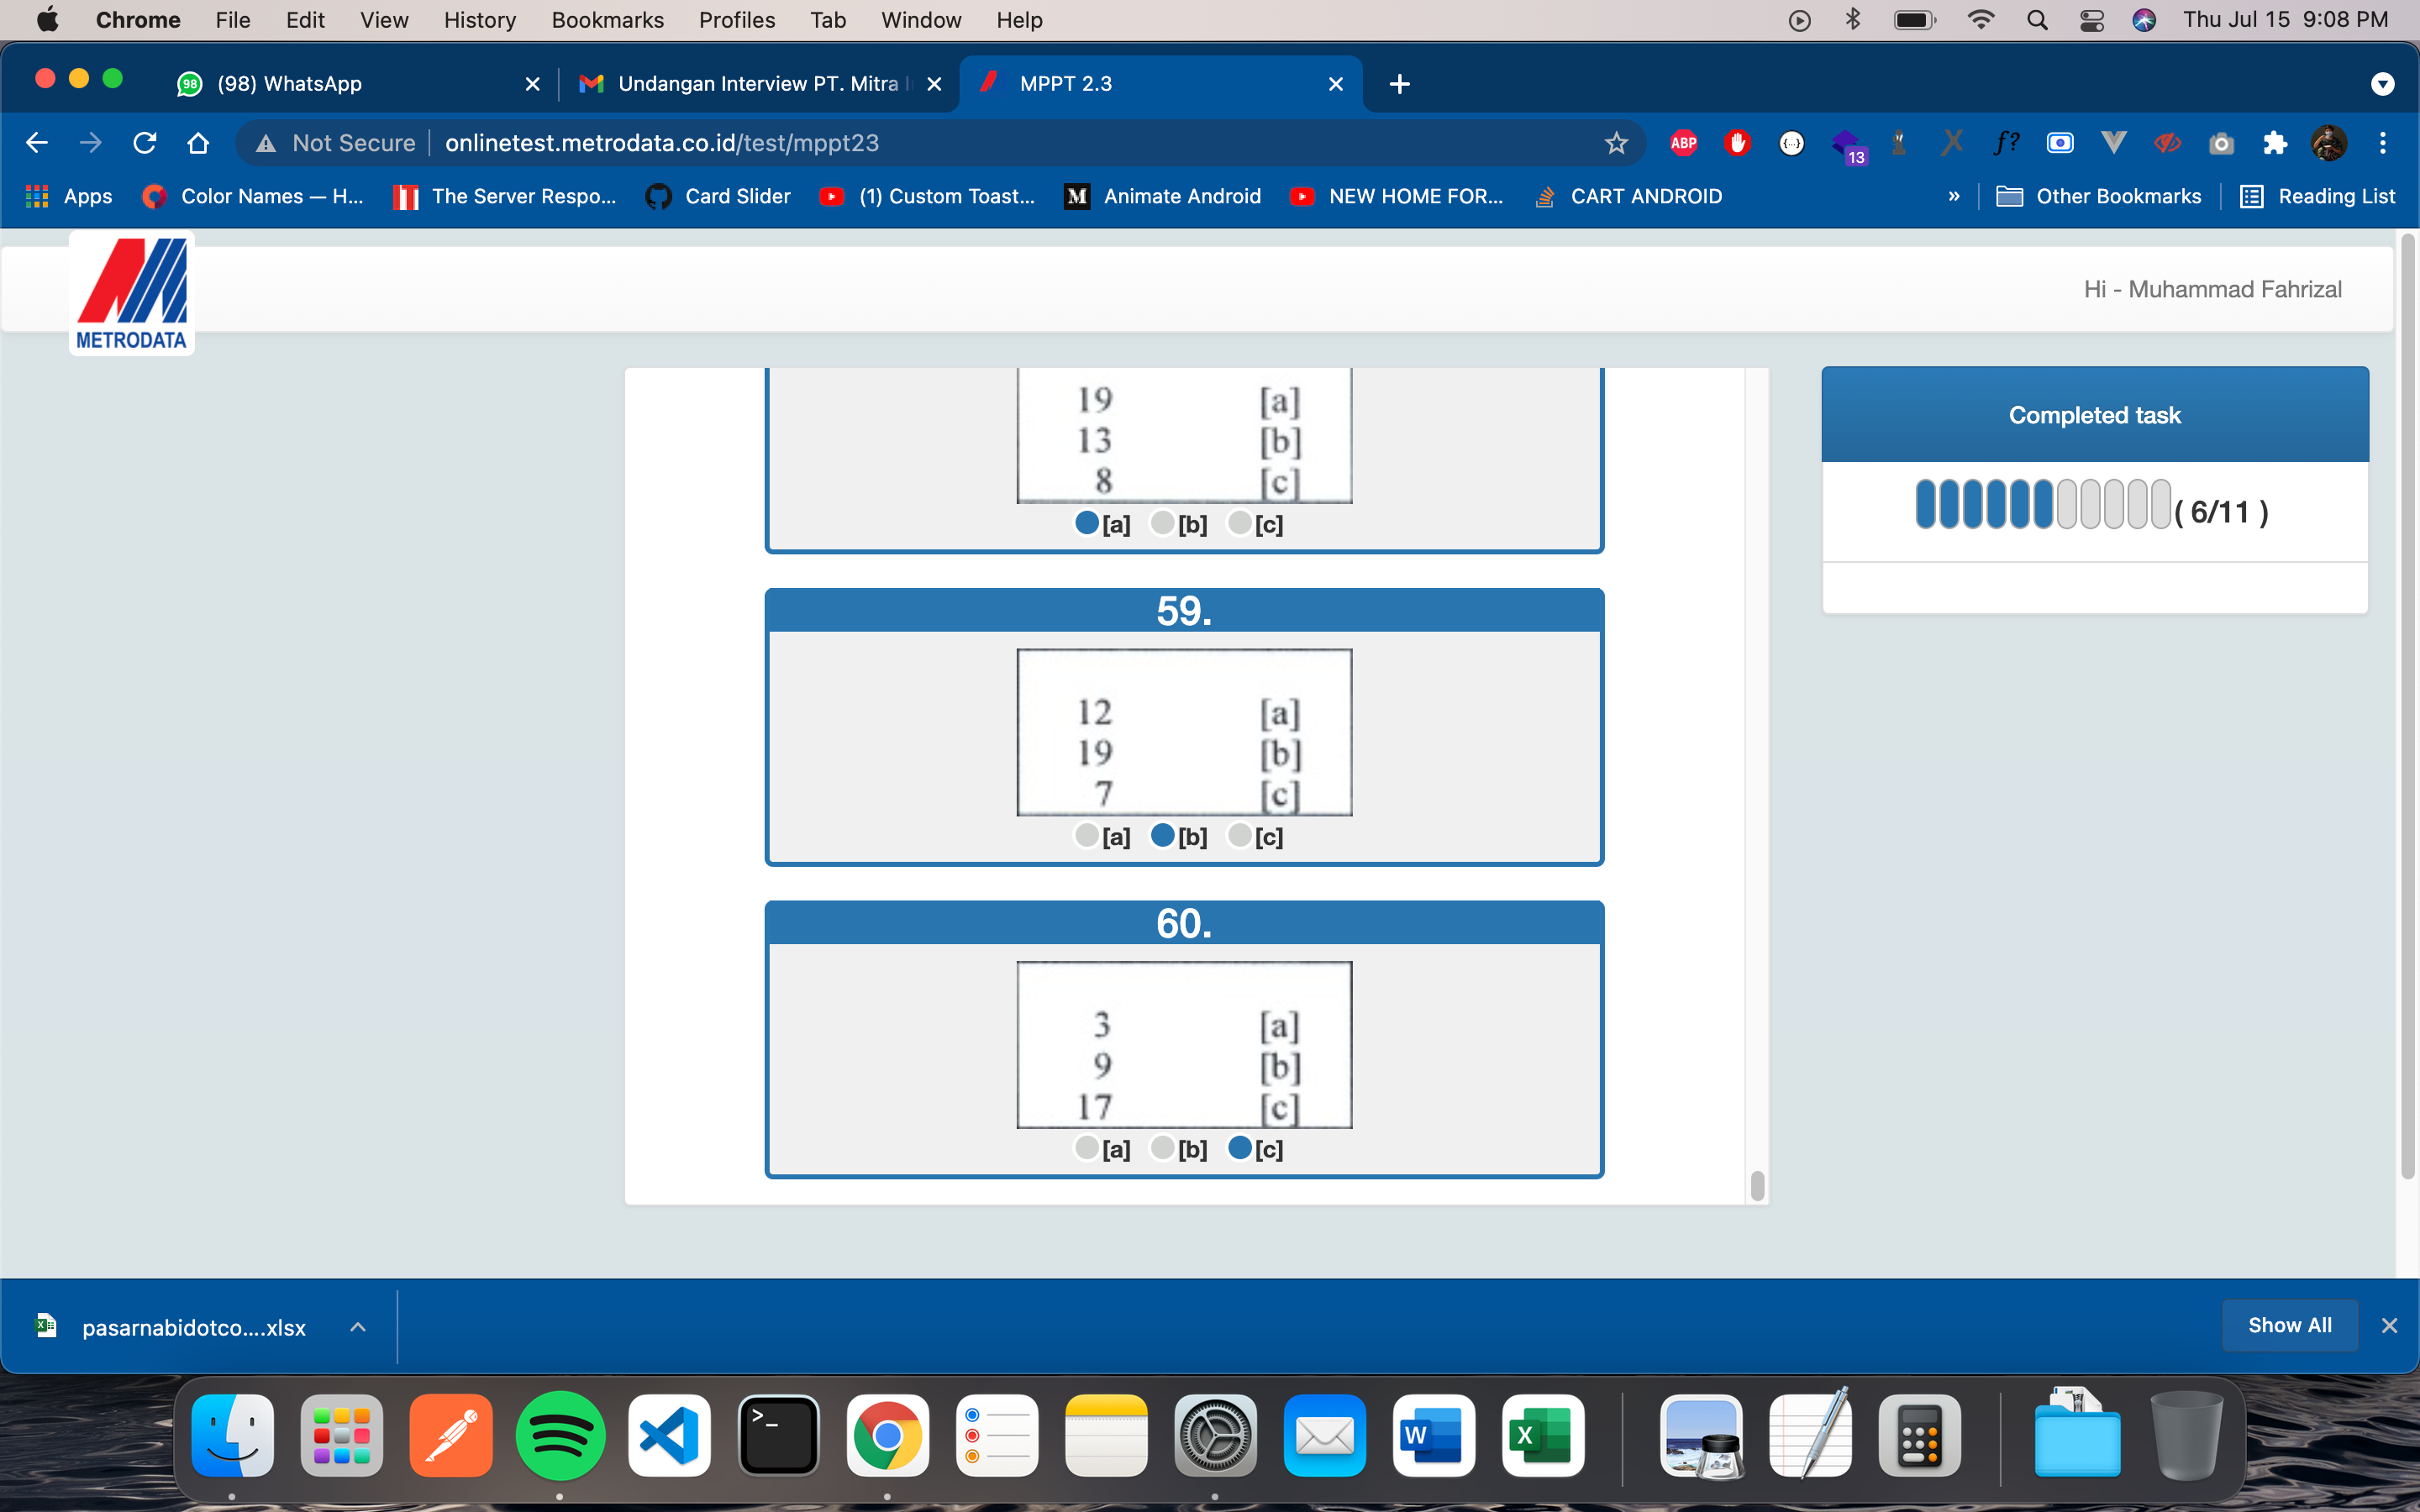 Chrome File Edit View History Bookmarks Profiles Tab Window Help Thu Jul 15 9:08 PM
98 (98) WhatsApp Undangan Interview PT. Mitra MPPT 2.3
Not Secure onlinetest.metrodata.co.id/test/mppt23 ABP {...} 13 X f?
Apps Color Names — H... The Server Respo... Card Slider (1) Custom Toast... M Animate Android NEW HOME FOR... CART ANDROID » Other Bookmarks Reading List
METRODATA
Hi - Muhammad Fahrizal
19 [a]
13 [b]
8 [c]
[a] [b] [c]
59.
12 [a]
19 [b]
7 [c]
[a] [b] [c]
60.
3 [a]
9 [b]
17 [c]
[a] [b] [c]
Completed task
( 6/11 )
pasarnabidotco....xlsx
Show All
>_ W X